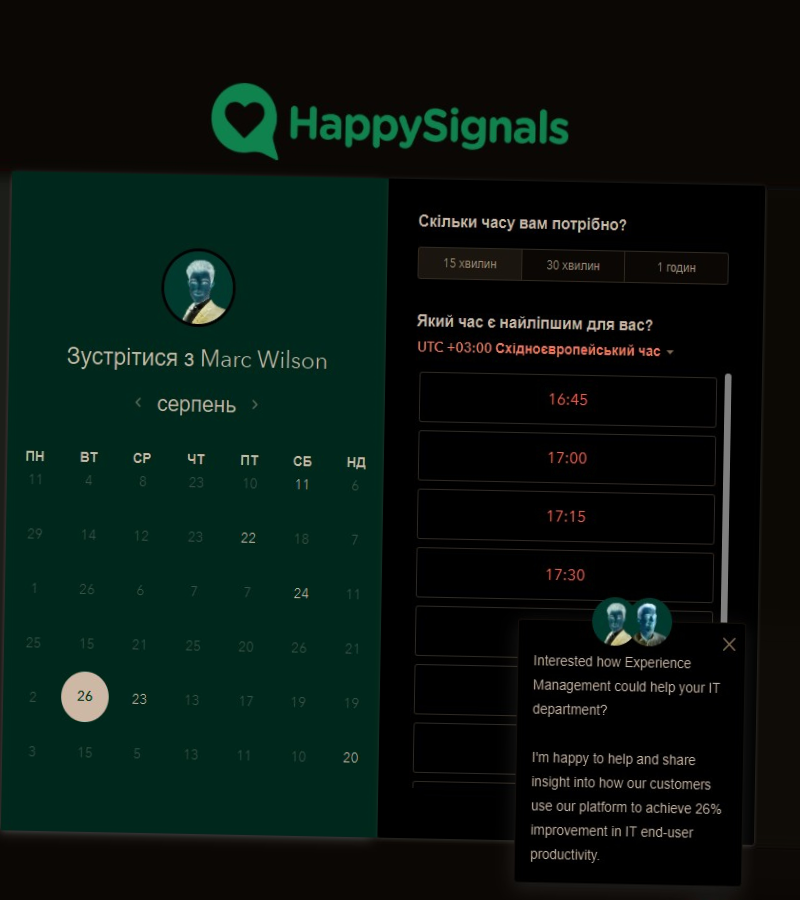 HappySignals
Зустрітися з Marc Wilson
серпень
ПН ВТ СР ЧТ ПТ СБ НД
11 4 8 23 10 11 6
29 14 12 23 22 18 7
1 26 6 7 7 24 11
25 15 21 25 20 26 21
2 26 23 13 17 19 19
3 15 5 13 11 10 20
Скільки часу вам потрібно?
15 хвилин 30 хвилин 1 годин
Який час є найліпшим для вас?
UTC +03:00 Східноєвропейський час
16:45
17:00
17:15
17:30
Interested how Experience
Management could help your IT
department?
I'm happy to help and share
insight into how our customers
use our platform to achieve 26%
improvement in IT end-user
productivity.